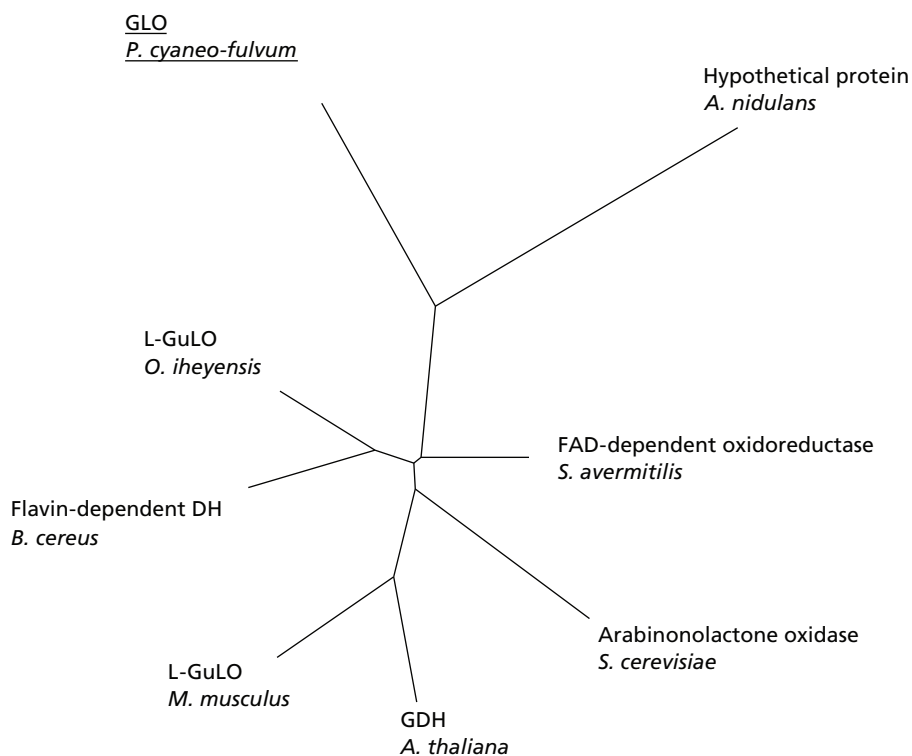 GLO
P. cyaneo-fulvum
Hypothetical protein
A. nidulans
L-GuLO
O. iheyensis
FAD-dependent oxidoreductase
S. avermitilis
Flavin-dependent DH
B. cereus
Arabinonolactone oxidase
S. cerevisiae
L-GuLO
M. musculus
GDH
A. thaliana